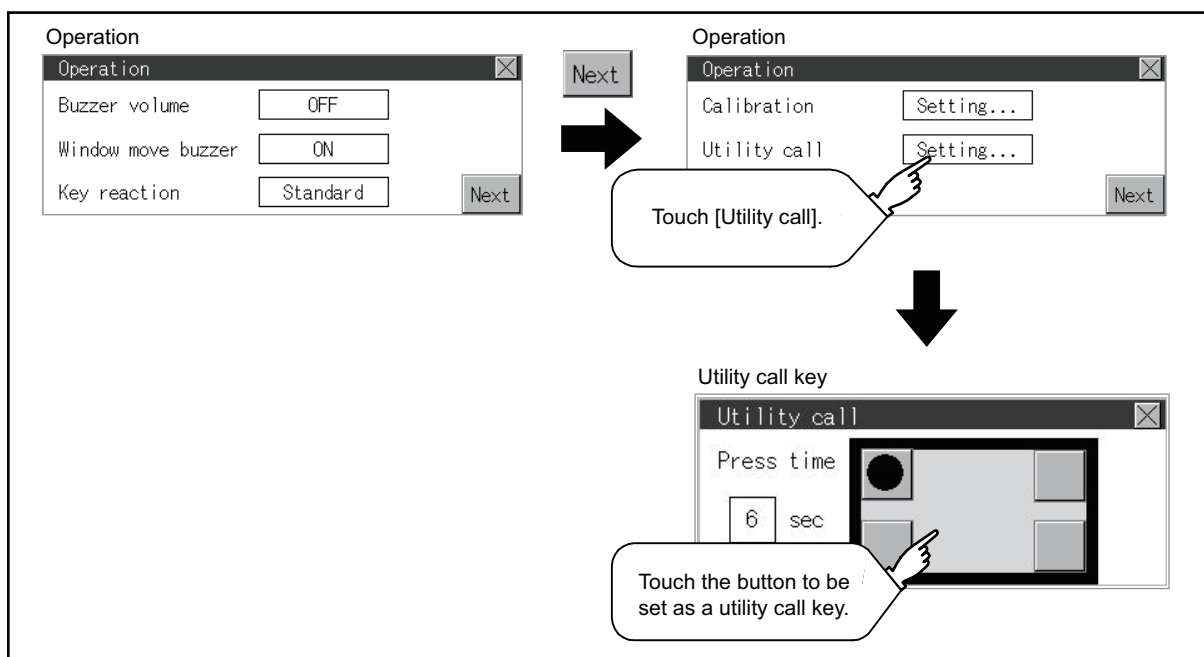 Operation
Operation
Buzzer volume OFF
Window move buzzer ON
Key reaction Standard
Next
Next
Operation
Operation
Calibration Setting...
Utility call Setting...
Next
Touch [Utility call].
Utility call key
Utility call
Press time
6 sec
Touch the button to be
set as a utility call key.